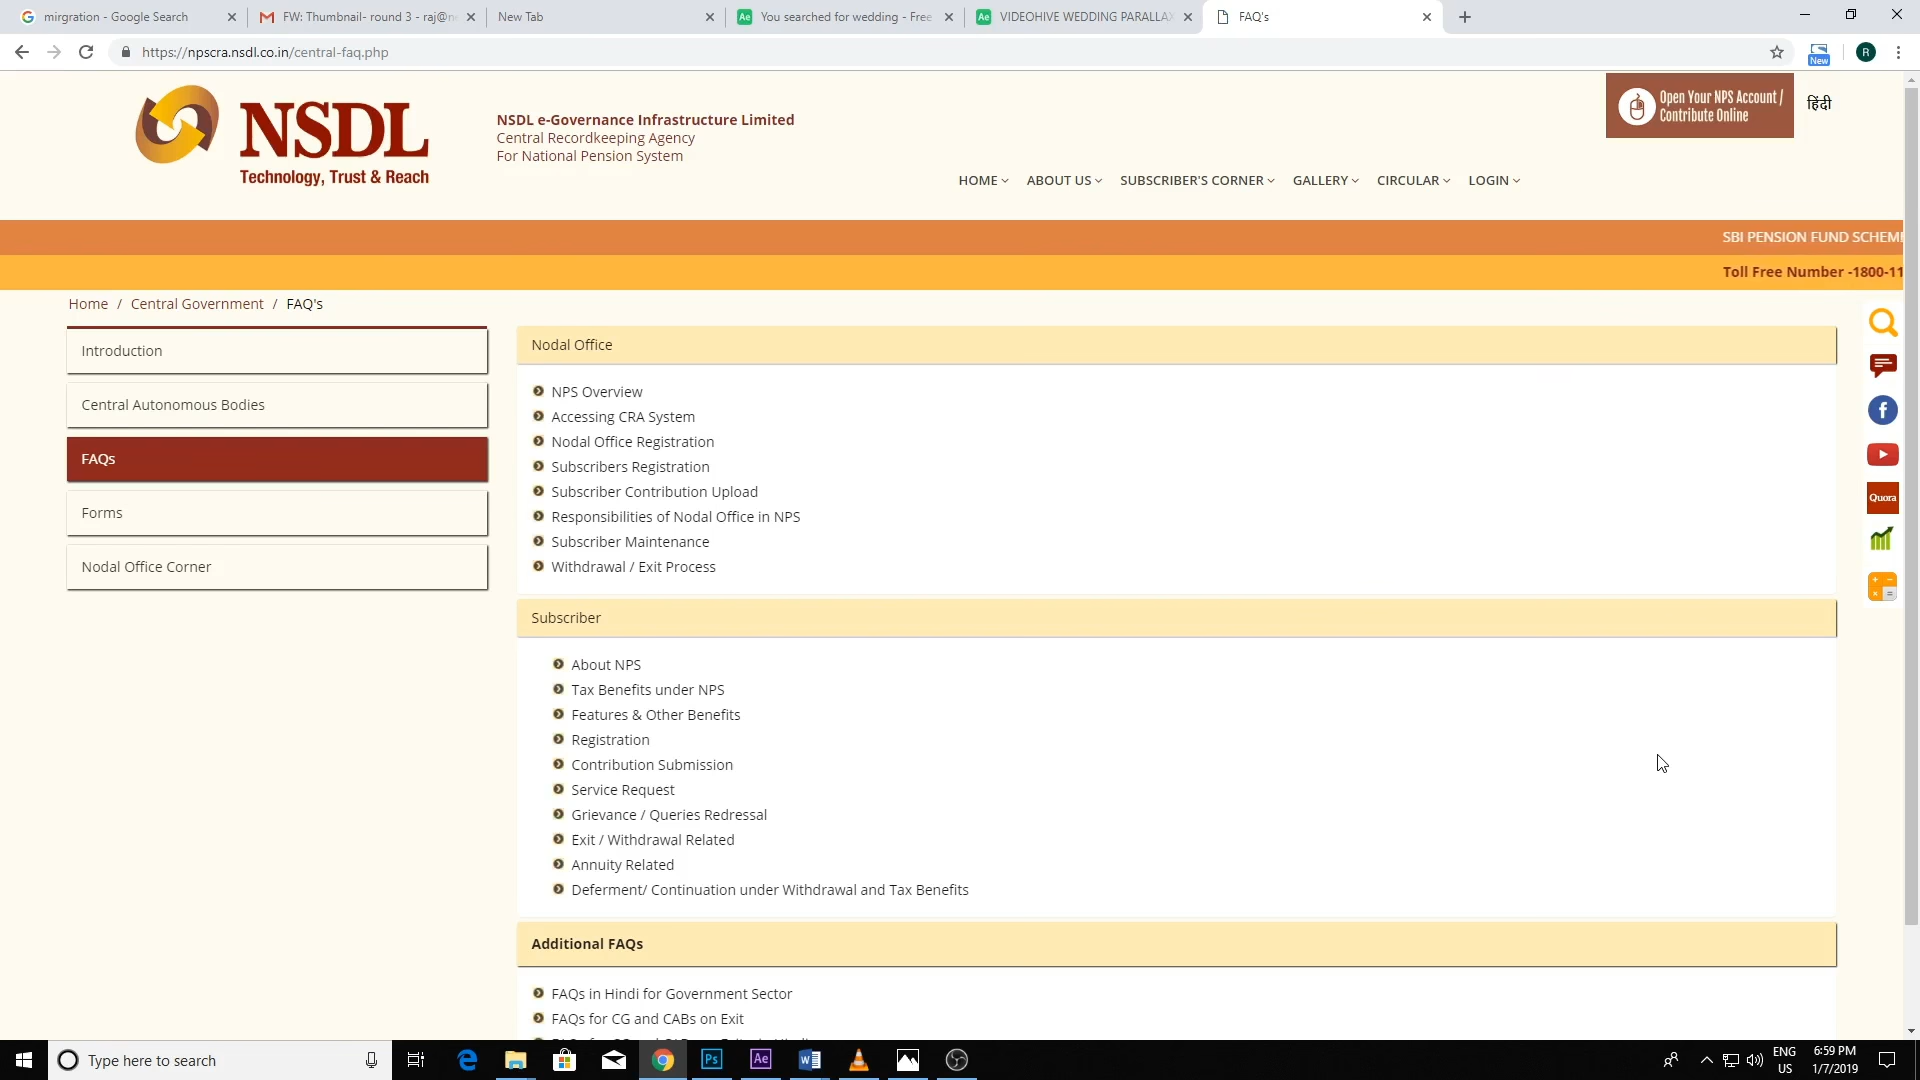 mirgration - Google Search
FW: Thumbnail- round 3 - raj@n
New Tab
You searched for wedding - Free
VIDEOHIVE WEDDING PARALLAX
FAQ's
https://npscra.nsdl.co.in/central-faq.php
New
R
NSDL
Technology, Trust & Reach
NSDL e-Governance Infrastructure Limited
Central Recordkeeping Agency
For National Pension System
Open Your NPS Account /
Contribute Online
हिंदी
HOME ABOUT US SUBSCRIBER'S CORNER GALLERY CIRCULAR LOGIN
SBI PENSION FUND SCHEME
Toll Free Number -1800-11
Home / Central Government / FAQ's
Introduction
Central Autonomous Bodies
FAQs
Forms
Nodal Office Corner
Nodal Office
NPS Overview
Accessing CRA System
Nodal Office Registration
Subscribers Registration
Subscriber Contribution Upload
Responsibilities of Nodal Office in NPS
Subscriber Maintenance
Withdrawal / Exit Process
Subscriber
About NPS
Tax Benefits under NPS
Features & Other Benefits
Registration
Contribution Submission
Service Request
Grievance / Queries Redressal
Exit / Withdrawal Related
Annuity Related
Deferment/ Continuation under Withdrawal and Tax Benefits
Additional FAQs
FAQs in Hindi for Government Sector
FAQs for CG and CABs on Exit
Quora
Type here to search
Ps
Ae
ENG
US
6:59 PM
1/7/2019